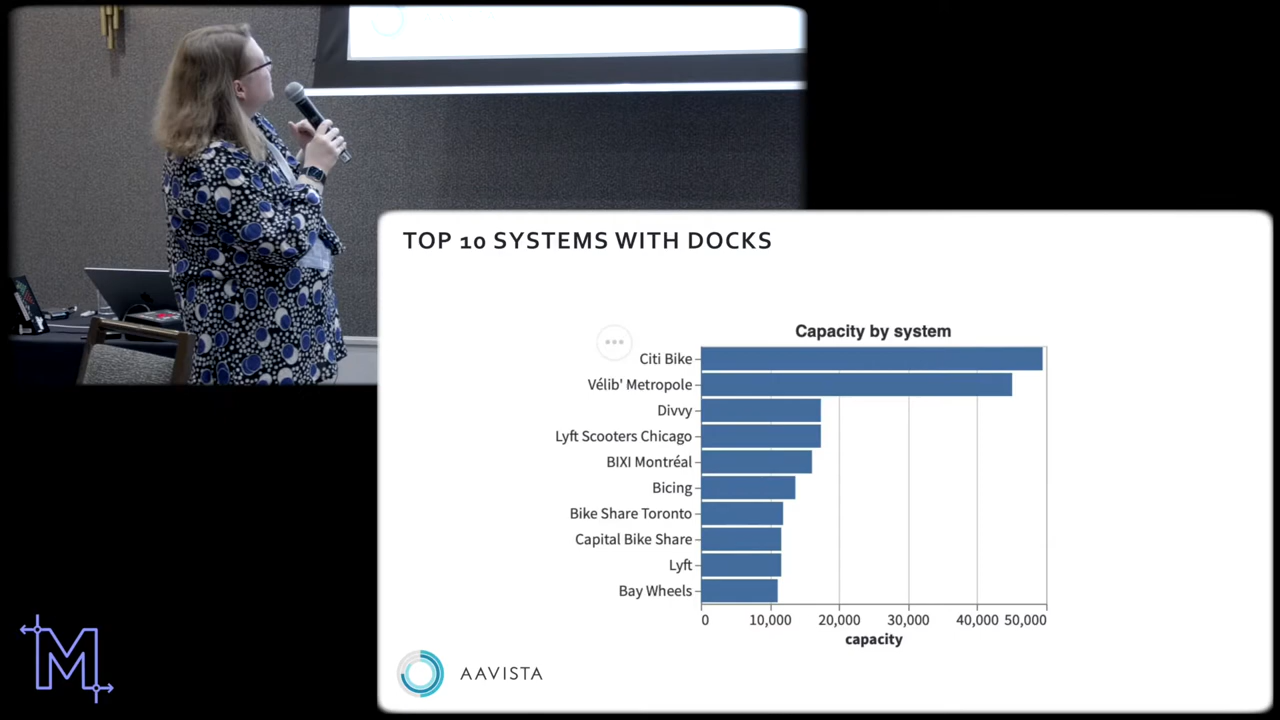 TOP 10 SYSTEMS WITH DOCKS
Capacity by system
Citi Bike
Vélib' Metropole
Divvy
Lyft Scooters Chicago
BIXI Montréal
Bicing
Bike Share Toronto
Capital Bike Share
Lyft
Bay Wheels
0 10,000 20,000 30,000 40,000 50,000
capacity
M
AAVISTA